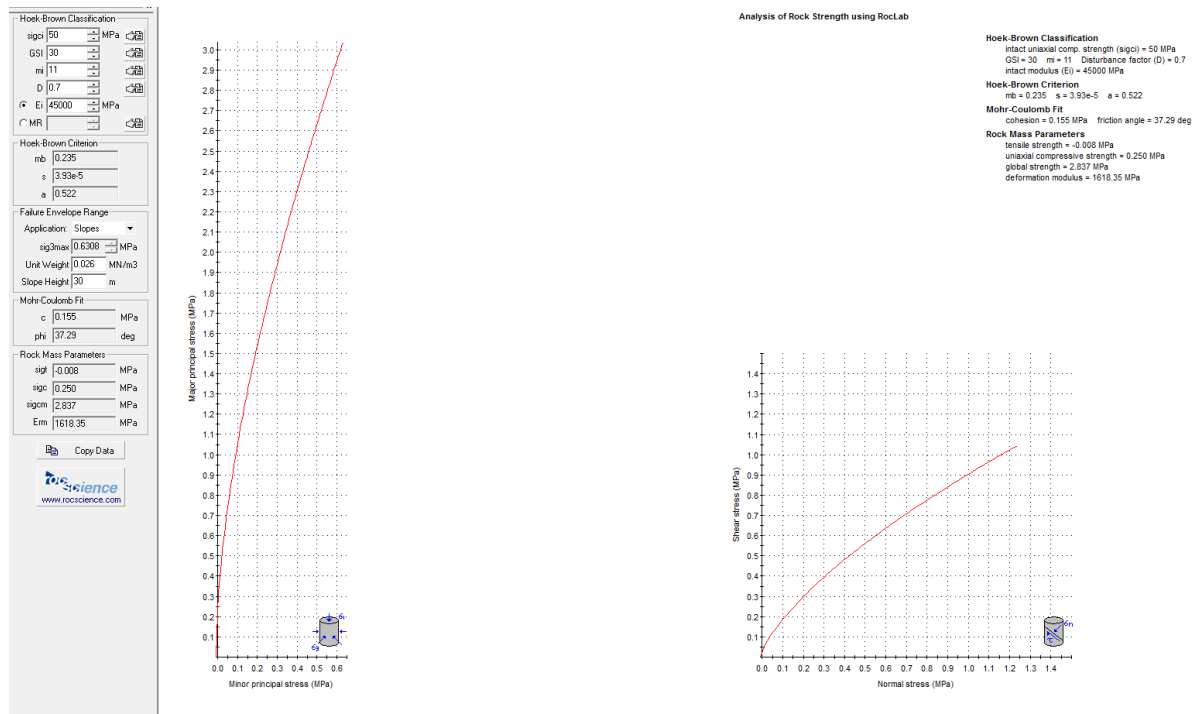 Hoek-Brown Classification
sigci 50 MPa
GSI 30
mi 11
D 0.7
Ei 45000 MPa
MR
Hoek-Brown Criterion
mb 0.235
s 3.93e-5
a 0.522
Failure Envelope Range
Application: Slopes
sig3max 0.6308 MPa
Unit Weight 0.026 MN/m3
Slope Height 30 m
Mohr-Coulomb Fit
c 0.155 MPa
phi 37.29 deg
Rock Mass Parameters
sigt -0.008 MPa
sigc 0.250 MPa
sigcm 2.837 MPa
Erm 1618.35 MPa
Copy Data
rocscience
www.rocscience.com
Major principal stress (MPa)
3.0
2.9
2.8
2.7
2.6
2.5
2.4
2.3
2.2
2.1
2.0
1.9
1.8
1.7
1.6
1.5
1.4
1.3
1.2
1.1
1.0
0.9
0.8
0.7
0.6
0.5
0.4
0.3
0.2
0.1
σ1
σ3
0.0 0.1 0.2 0.3 0.4 0.5 0.6
Minor principal stress (MPa)
Analysis of Rock Strength using RocLab
Hoek-Brown Classification
intact uniaxial comp. strength (sigci) = 50 MPa
GSI = 30 mi = 11 Disturbance factor (D) = 0.7
intact modulus (Ei) = 45000 MPa
Hoek-Brown Criterion
mb = 0.235 s = 3.93e-5 a = 0.522
Mohr-Coulomb Fit
cohesion = 0.155 MPa friction angle = 37.29 deg
Rock Mass Parameters
tensile strength = -0.008 MPa
uniaxial compressive strength = 0.250 MPa
global strength = 2.837 MPa
deformation modulus = 1618.35 MPa
Shear stress (MPa)
1.4
1.3
1.2
1.1
1.0
0.9
0.8
0.7
0.6
0.5
0.4
0.3
0.2
0.1
σn
τ
0.0 0.1 0.2 0.3 0.4 0.5 0.6 0.7 0.8 0.9 1.0 1.1 1.2 1.3 1.4
Normal stress (MPa)